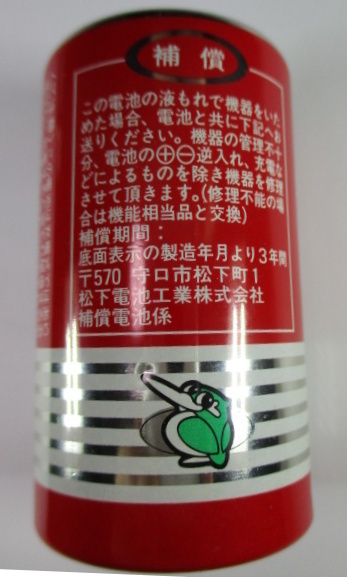 補償
この電池の液もれで機器をいた
めた場合、電池と共に下記へお
送りください。機器の管理不十
分、電池の⊕⊖逆入れ、充電な
どによるものを除き機器を修理
させて頂きます。(修理不能の場
合は機能相当品と交換)
補償期間：
底面表示の製造年月より3年間
〒570 守口市松下町1
松下電池工業株式会社
補償電池係